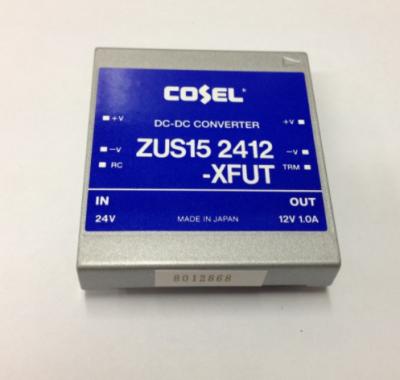 COSEL
DC-DC CONVERTER
+V +V
-V -V
RC TRM
ZUS15 2412
-XFUT
IN OUT
24V MADE IN JAPAN 12V 1.0A
8012868